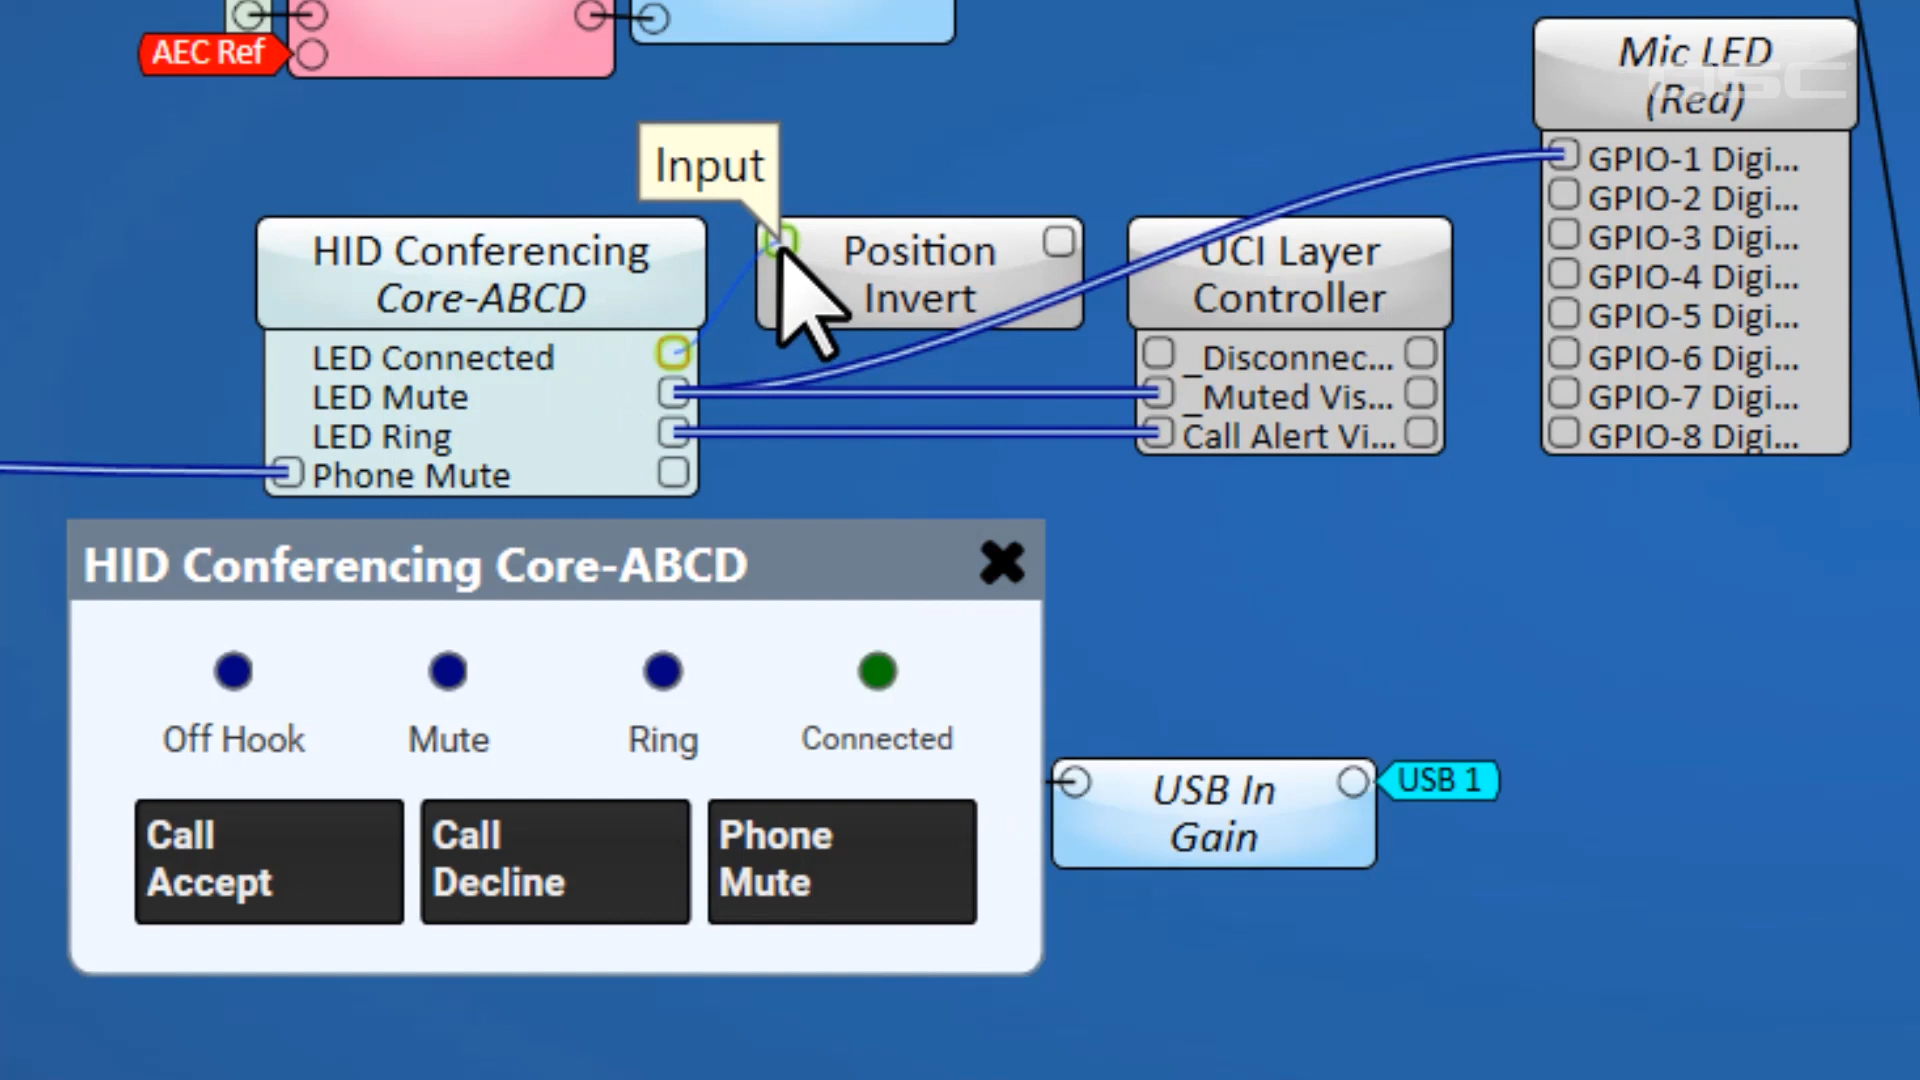 AEC Ref
Mic LED
(Red)
QSC
Input
HID Conferencing
Core-ABCD
Position
Invert
UCI Layer
Controller
GPIO-1 Digi...
GPIO-2 Digi...
GPIO-3 Digi...
GPIO-4 Digi...
GPIO-5 Digi...
GPIO-6 Digi...
GPIO-7 Digi...
GPIO-8 Digi...
LED Connected
LED Mute
LED Ring
Phone Mute
_Disconnec...
_Muted Vis...
Call Alert Vi...
HID Conferencing Core-ABCD
Off Hook
Mute
Ring
Connected
Call
Accept
Call
Decline
Phone
Mute
USB In
Gain
USB 1